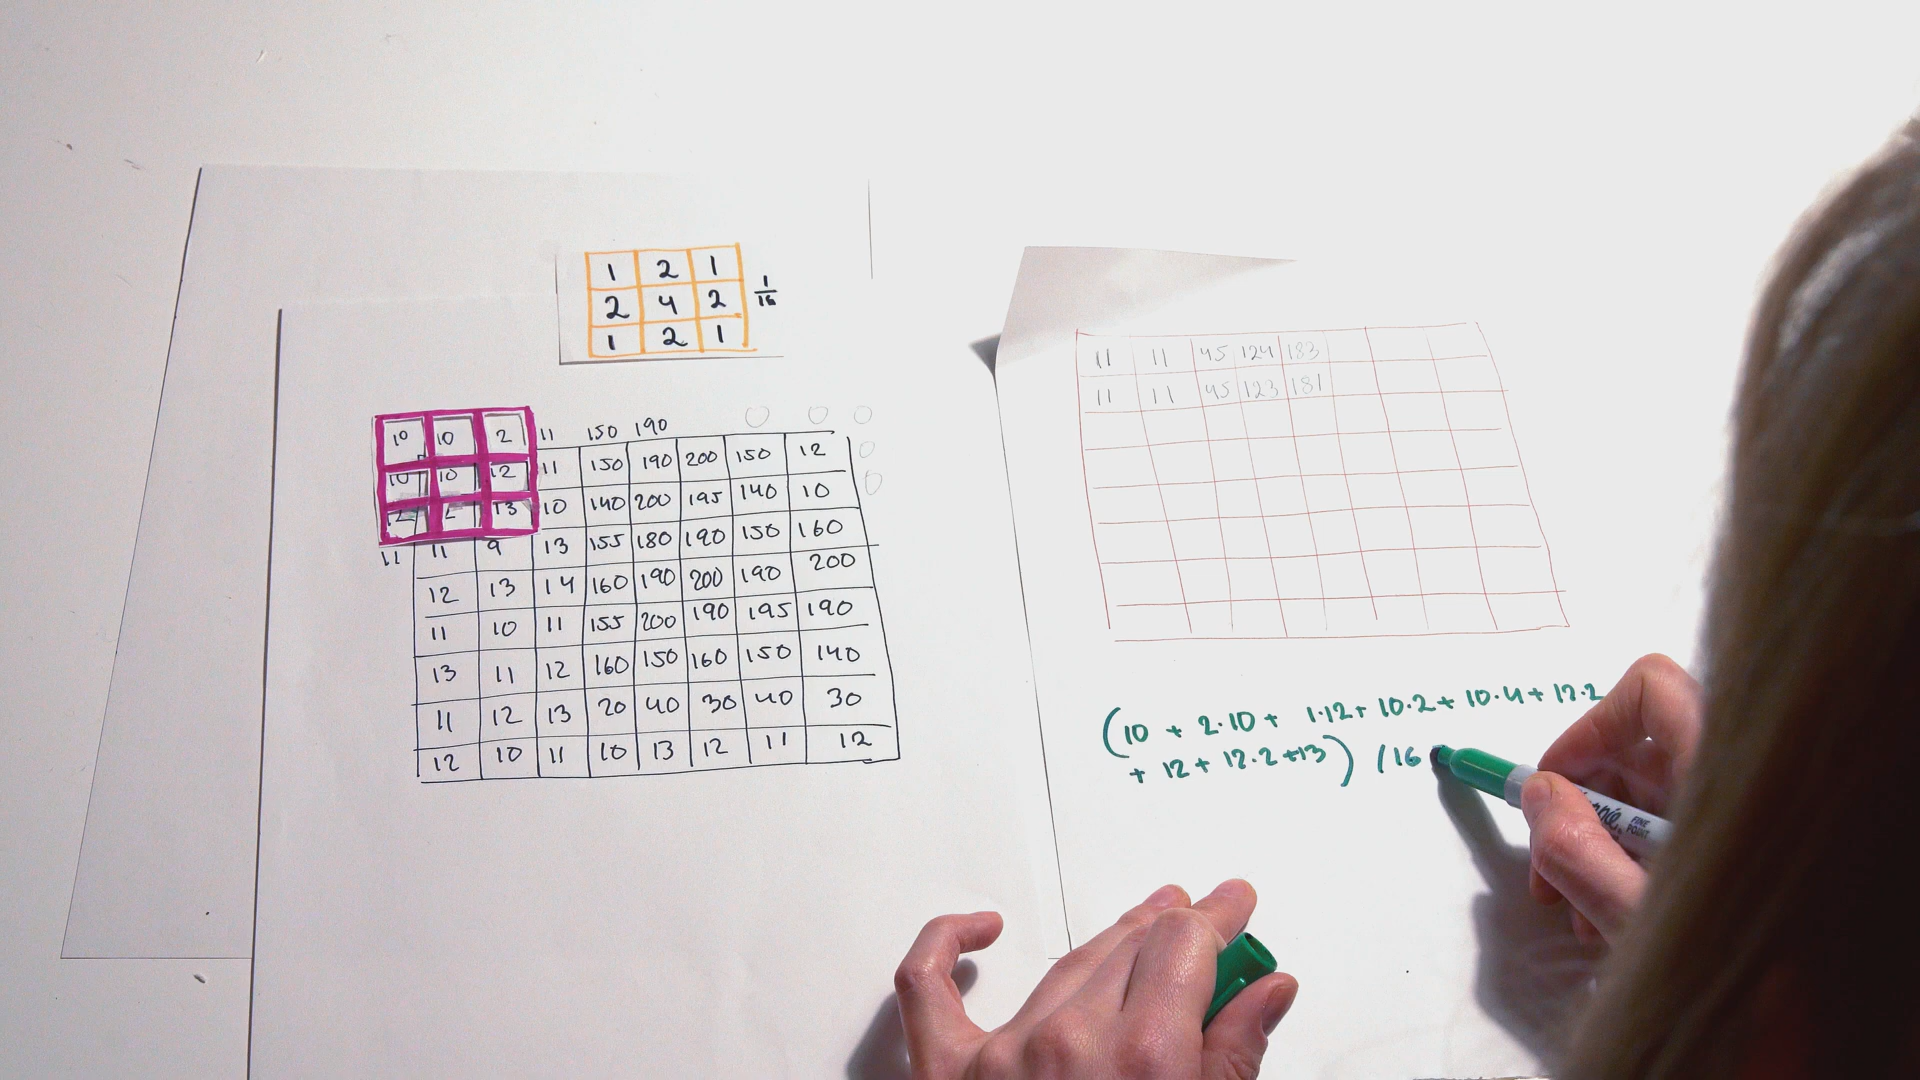 1 2 1
2 4 2 1/16
1 2 1
10 10 2 11 150 190
10 10 12 11 150 190 200 150 12
13 10 140 200 195 140 10
11 11 9 13 155 180 190 150 160
12 13 14 160 190 200 190 200
11 10 11 155 200 190 195 190
13 11 12 160 150 160 150 140
11 12 13 20 40 30 40 30
12 10 11 10 13 12 11 12
11 11 45 124 183
11 11 45 123 181
(10 + 2·10 + 1·12+ 10·2+ 10·4+ 12·2
+ 12+ 12·2+13) /16
FINE
POINT